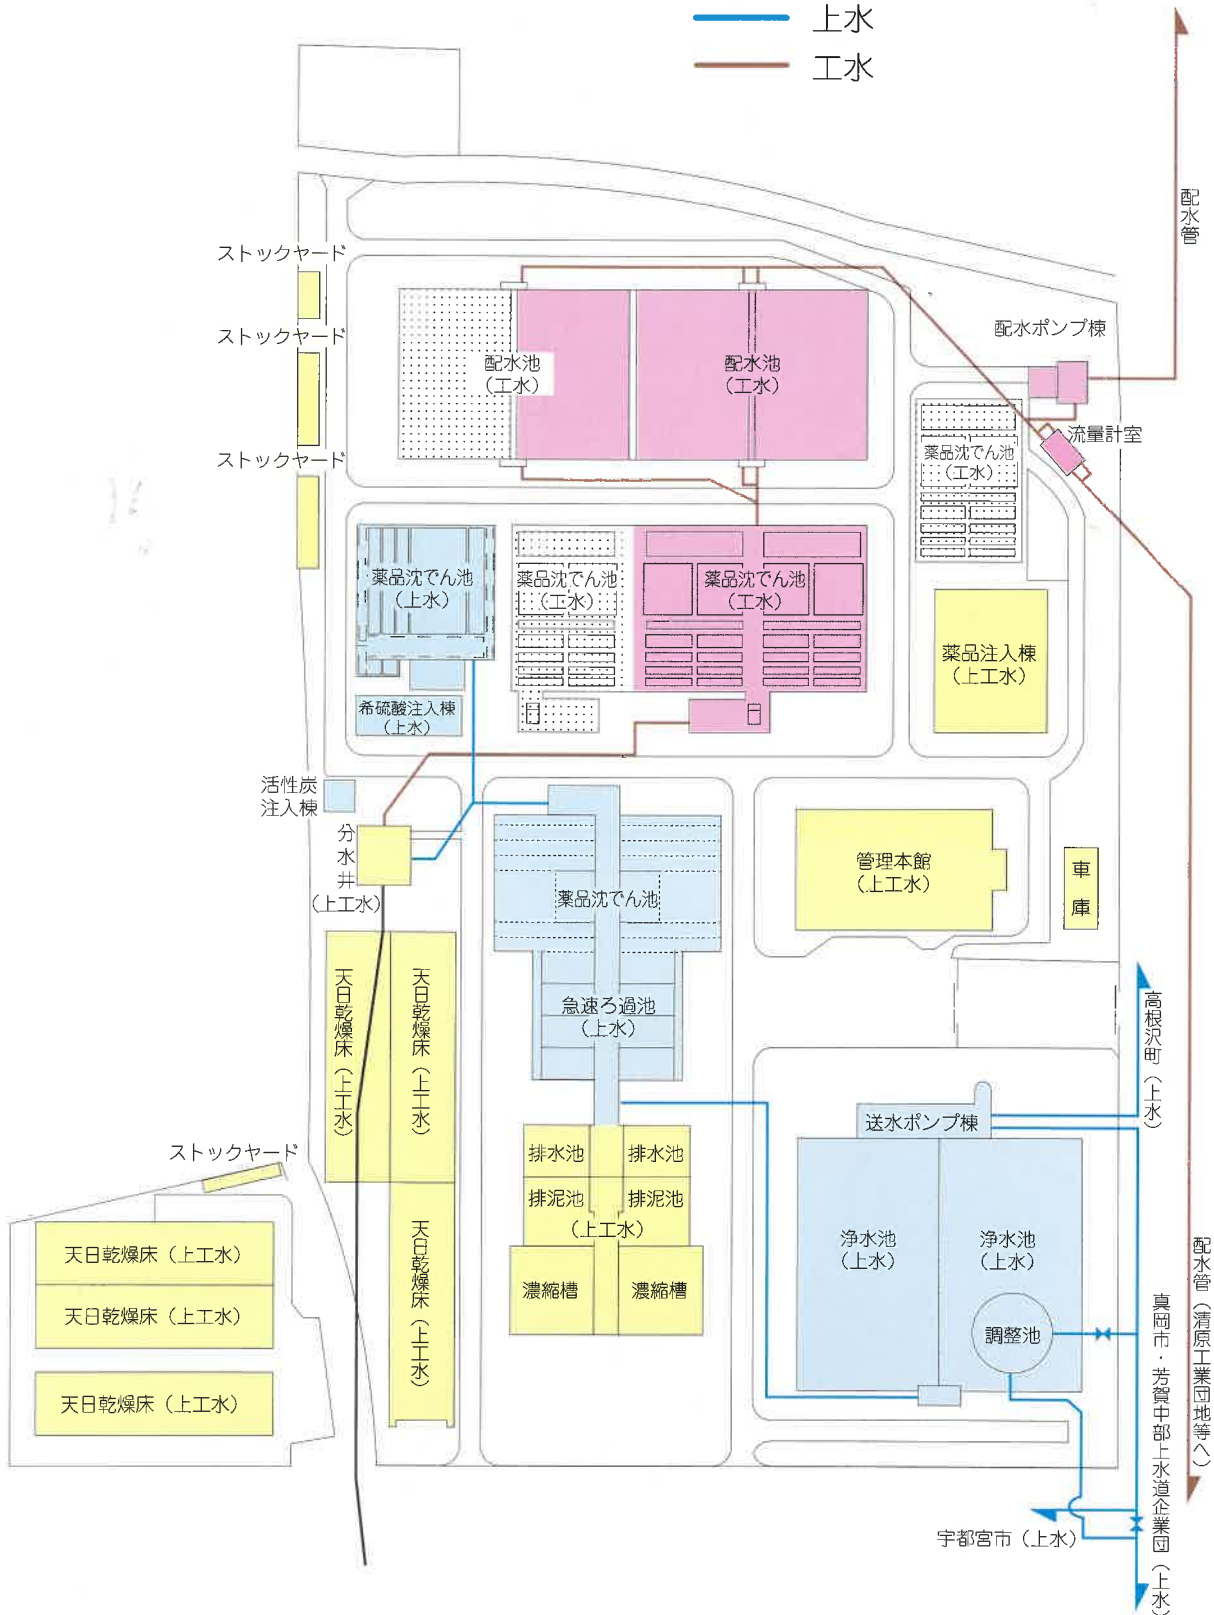 上水
工水
配水管
ストックヤード
ストックヤード
ストックヤード
配水池
(工水)
配水池
(工水)
配水ポンプ棟
流量計室
薬品沈でん池
(工水)
薬品沈でん池
(上水)
薬品沈でん池
(工水)
薬品沈でん池
(工水)
薬品注入棟
(上工水)
希硫酸注入棟
(上水)
活性炭
注入棟
分水井
(上工水)
薬品沈でん池
管理本館
(上工水)
車庫
天日乾燥床(上工水)
天日乾燥床(上工水)
急速ろ過池
(上水)
高根沢町(上水)
送水ポンプ棟
排水池
排水池
排泥池
排泥池
(上工水)
濃縮槽
濃縮槽
ストックヤード
天日乾燥床(上工水)
天日乾燥床(上工水)
天日乾燥床(上工水)
天日乾燥床(上工水)
浄水池
(上水)
浄水池
(上水)
調整池
配水管(清原工業団地等へ)
真岡市・芳賀中部上水道企業団(上水)
宇都宮市(上水)